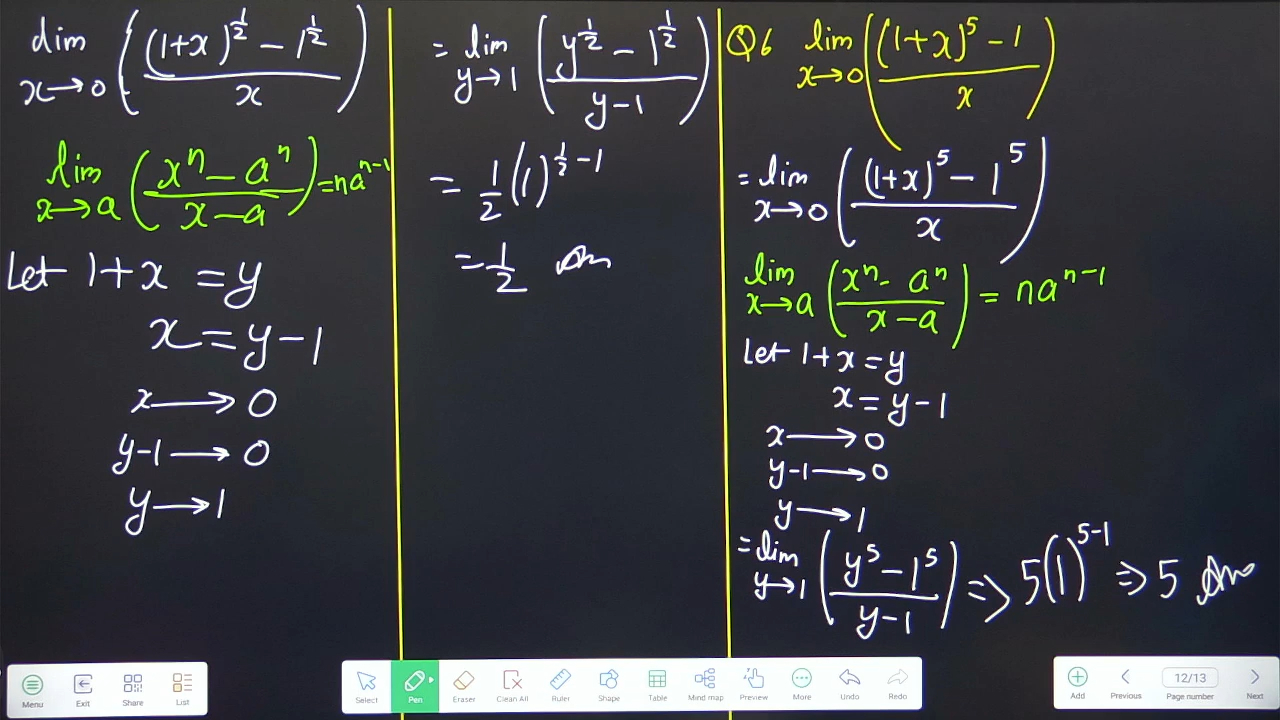 lim x→0 ((1+x)^½ - 1^½ / x)
lim x→a (xⁿ - aⁿ / x-a) = naⁿ⁻¹
Let 1+x = y
x = y-1
x → 0
y-1 → 0
y → 1
= lim y→1 (y^½ - 1^½ / y-1)
= 1/2 (1)^(½-1)
= 1/2 Ans
Q6 lim x→0 ((1+x)⁵ - 1 / x)
= lim x→0 ((1+x)⁵ - 1⁵ / x)
lim x→a (xⁿ - aⁿ / x-a) = naⁿ⁻¹
Let 1+x = y
x = y-1
x → 0
y-1 → 0
y → 1
= lim y→1 (y⁵ - 1⁵ / y-1) => 5(1)⁵⁻¹ => 5 Ans
Menu Exit Share List
Select Pen Eraser Clean All Ruler Shape Table Mind map Preview More Undo Redo
12/13
Add Previous Page number Next